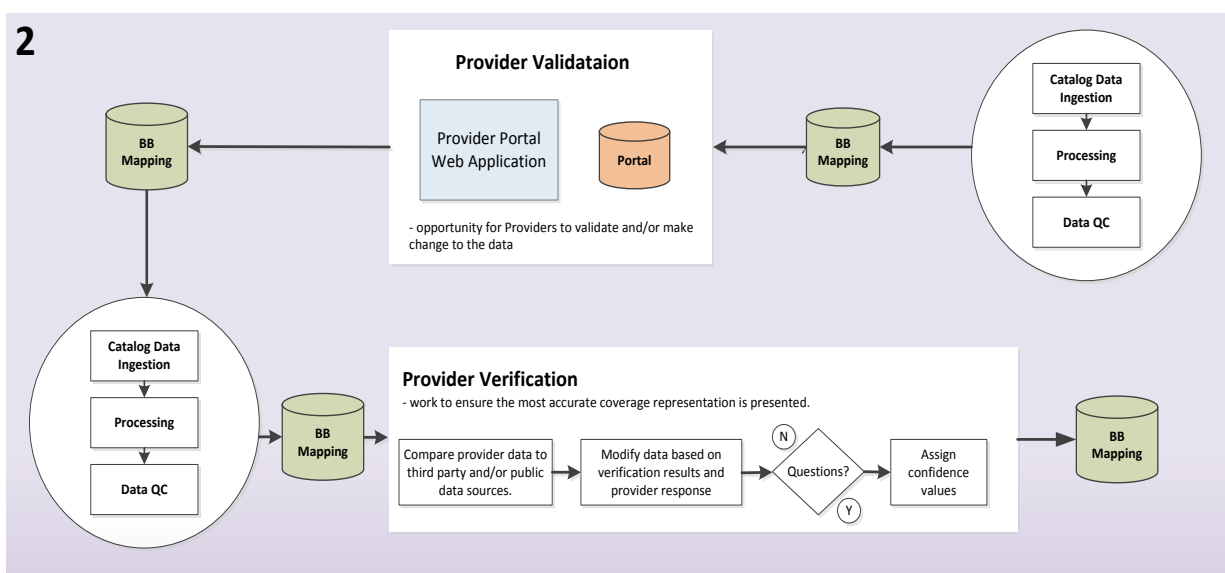 2
Provider Validataion
Provider Portal
Web Application
Portal
- opportunity for Providers to validate and/or make
change to the data
BB
Mapping
BB
Mapping
Catalog Data
Ingestion
Processing
Data QC
Catalog Data
Ingestion
Processing
Data QC
BB
Mapping
Provider Verification
- work to ensure the most accurate coverage representation is presented.
Compare provider data to
third party and/or public
data sources.
Modify data based on
verification results and
provider response
N
Questions?
Y
Assign
confidence
values
BB
Mapping